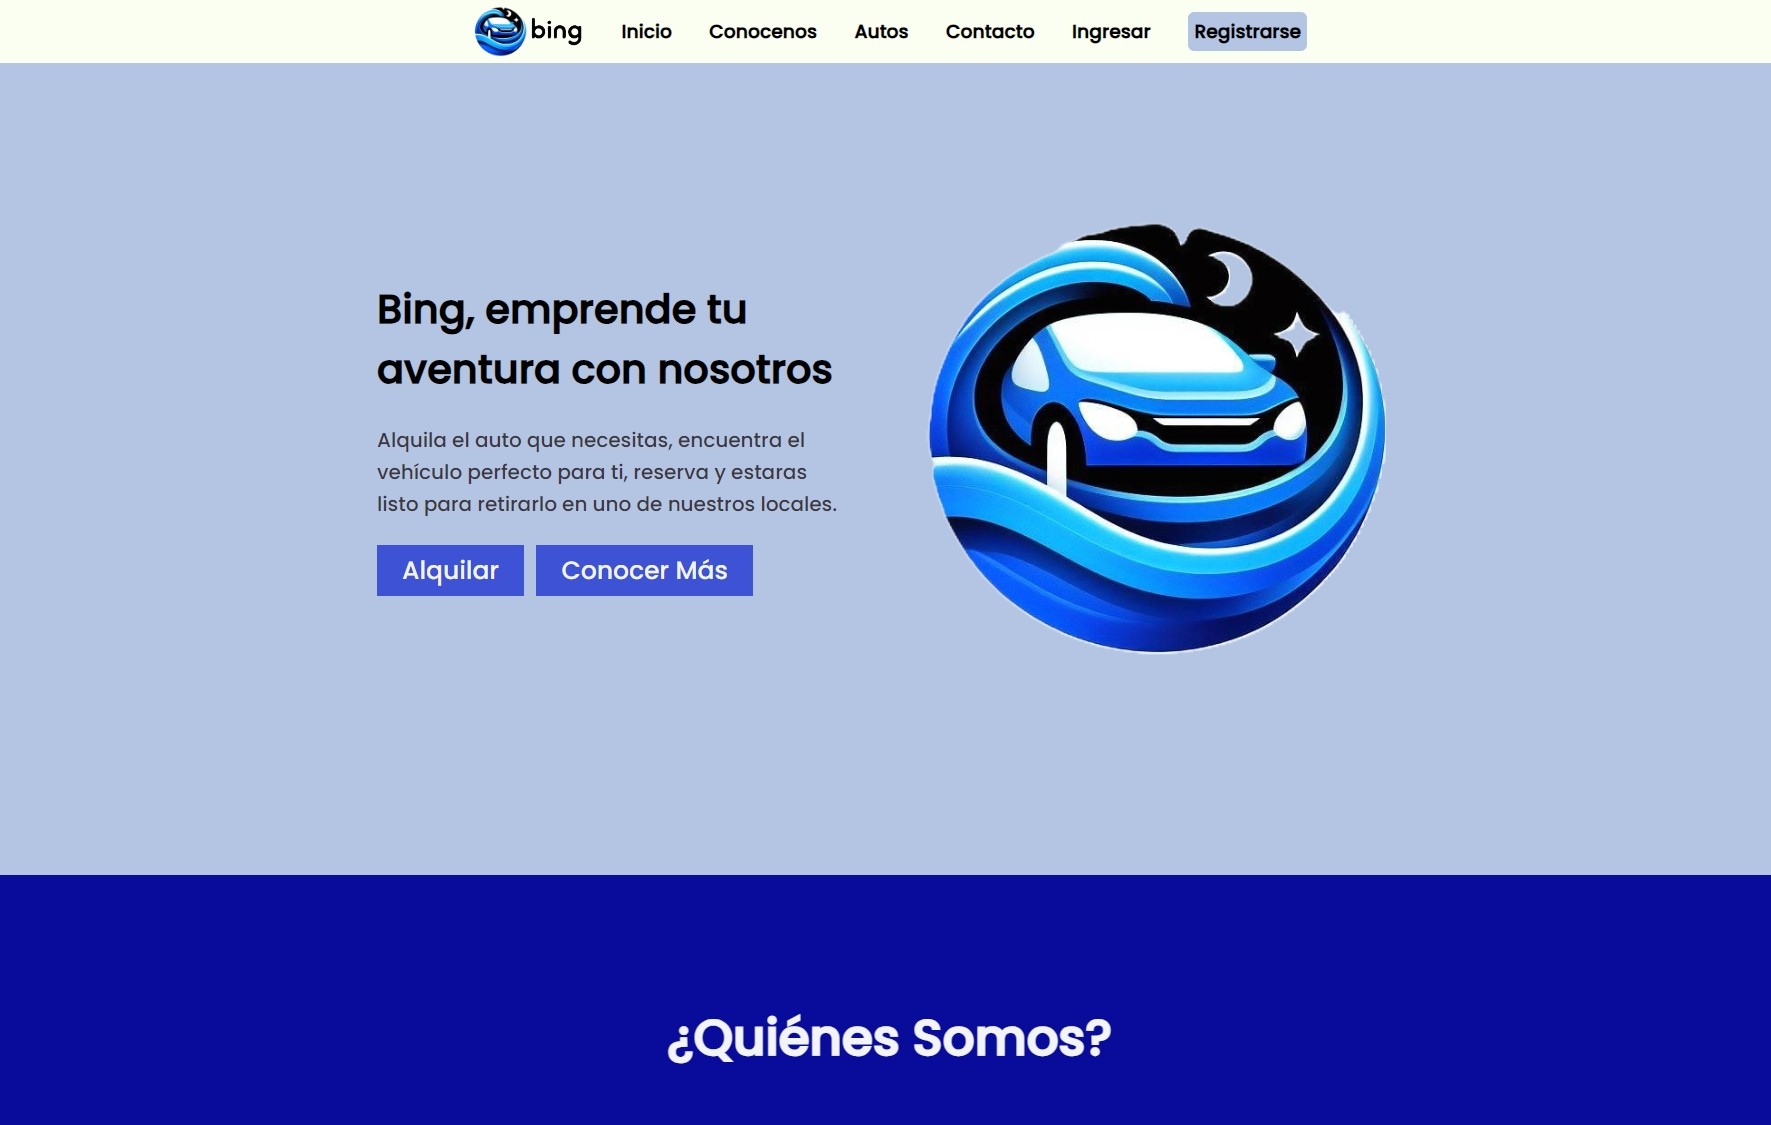 bing Inicio Conocenos Autos Contacto Ingresar Registrarse
Bing, emprende tu
aventura con nosotros
Alquila el auto que necesitas, encuentra el
vehículo perfecto para ti, reserva y estaras
listo para retirarlo en uno de nuestros locales.
Alquilar Conocer Más
¿Quiénes Somos?